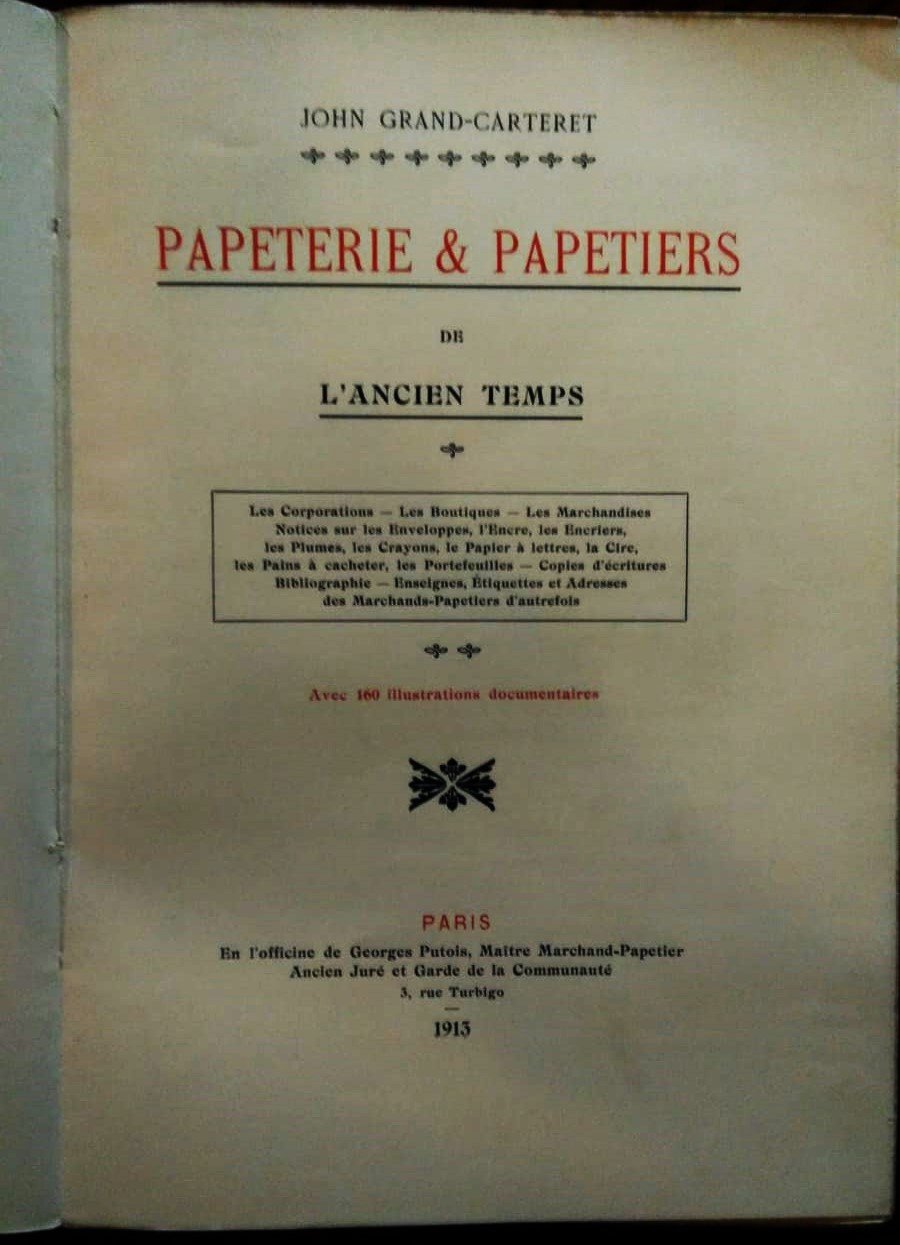 JOHN GRAND-CARTERET
PAPETERIE & PAPETIERS
DE
L'ANCIEN TEMPS
Les Corporations — Les Boutiques — Les Marchandises
Notices sur les Enveloppes, l'Encre, les Encriers,
les Plumes, les Crayons, le Papier à lettres, la Cire,
les Pains à cacheter, les Portefeuilles — Copies d'écritures
Bibliographie — Enseignes, Étiquettes et Adresses
des Marchands-Papetiers d'autrefois
Avec 160 illustrations documentaires
PARIS
En l'officine de Georges Putois, Maître Marchand-Papetier
Ancien Juré et Garde de la Communauté
3, rue Turbigo
1913